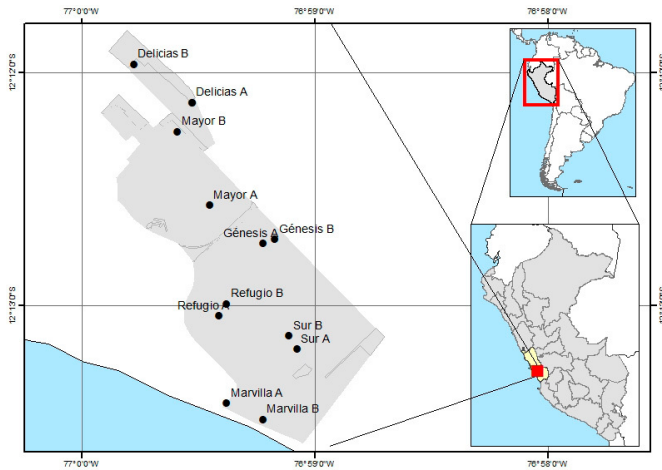 77°0'0"W 76°59'0"W 76°58'0"W
Delicias B
12°12'0"S
Delicias A
Mayor B
Mayor A
Génesis A Génesis B
Refugio B
Refugio A
12°13'0"S
Sur B
Sur A
Marvilla A
Marvilla B
77°0'0"W 76°59'0"W 76°58'0"W